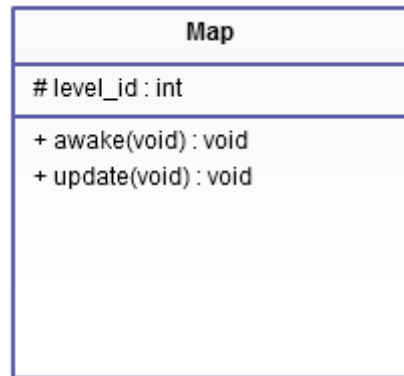 Map
# level_id : int
+ awake(void) : void
+ update(void) : void